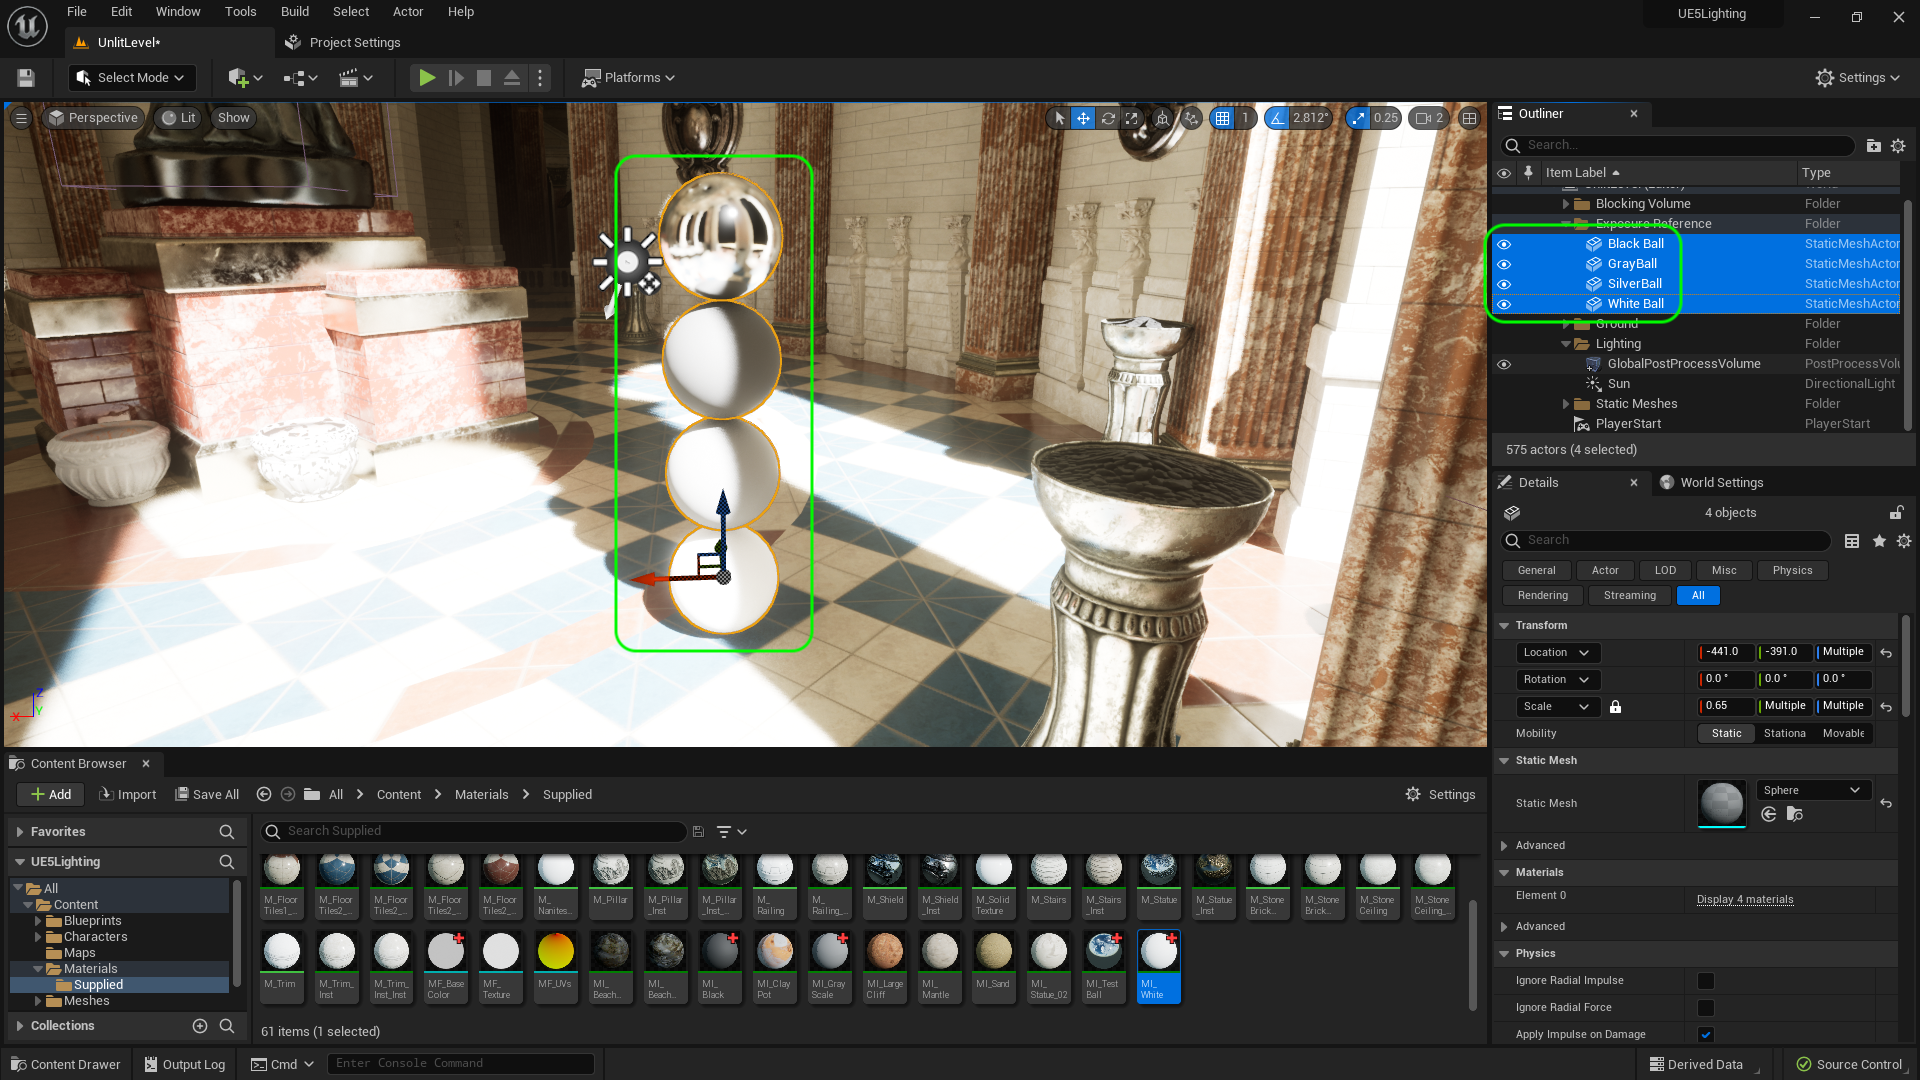 File Edit Window Tools Build Select Actor Help
UE5Lighting
UnlitLevel*
Project Settings
Select Mode
Platforms
Settings
Perspective Lit Show
1 2.812° 0.25 2
Outliner
Search...
Item Label Type
Blocking Volume Folder
Exposure Reference Folder
Black Ball StaticMeshActor
GrayBall StaticMeshActor
SilverBall StaticMeshActor
White Ball StaticMeshActor
Ground Folder
Lighting Folder
GlobalPostProcessVolume PostProcessVolu
Sun DirectionalLight
Static Meshes Folder
PlayerStart PlayerStart
575 actors (4 selected)
Details World Settings
4 objects
Search
General Actor LOD Misc Physics
Rendering Streaming All
Transform
Location -441.0 -391.0 Multiple
Rotation 0.0 ° 0.0 ° 0.0 °
Scale 0.65 Multiple Multiple
Mobility Static Stationa Movable
Static Mesh
Static Mesh Sphere
Advanced
Materials
Element 0 Display 4 materials
Advanced
Physics
Ignore Radial Impulse
Ignore Radial Force
Apply Impulse on Damage
Z
X
Y
Content Browser
Add Import Save All All > Content > Materials > Supplied Settings
Favorites
Search Supplied
UE5Lighting
All
Content
Blueprints
Characters
Maps
Materials
Supplied
Meshes
Collections
M_Floor Tiles1_...
M_Floor Tiles2_...
M_Floor Tiles2_...
M_Floor Tiles2_...
M_Floor Tiles2_...
M_ Nanites...
M_Pillar
M_Pillar _Inst
M_Pillar _Inst_...
M_ Railing
M_ Railing_...
M_Shield
M_Shield _Inst
M_Solid Texture
M_Stairs
M_Stairs _Inst
M_Statue
M_Statue _Inst
M_Stone Brick...
M_Stone Brick...
M_Stone Ceiling
M_Stone Ceiling_...
M_Trim
M_Trim_ Inst
M_Trim_ Inst_Inst
MF_Base Color
MF_ Texture
MF_UVs
MI_ Beach...
MI_ Beach...
MI_ Black
MI_Clay Pot
MI_Gray Scale
MI_Large Cliff
MI_ Mantle
MI_Sand
MI_ Statue_02
MI_Test Ball
MI_ White
61 items (1 selected)
Content Drawer Output Log Cmd Enter Console Command Derived Data Source Control